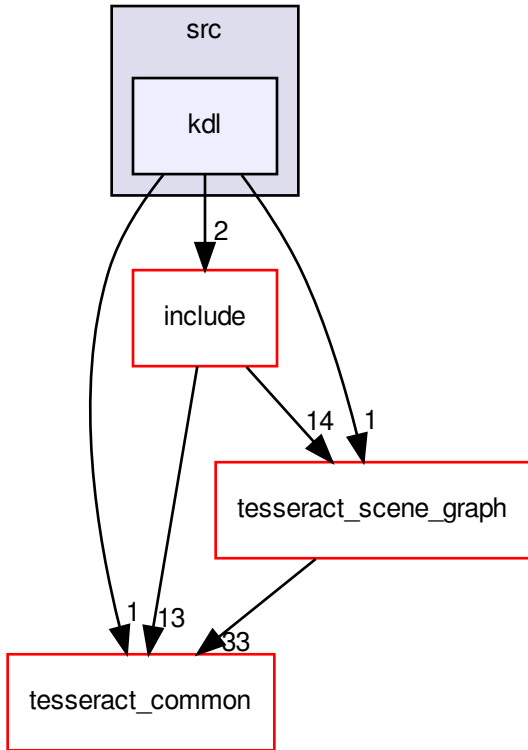 src
kdl
2
include
14
1
tesseract_scene_graph
1
13
33
tesseract_common